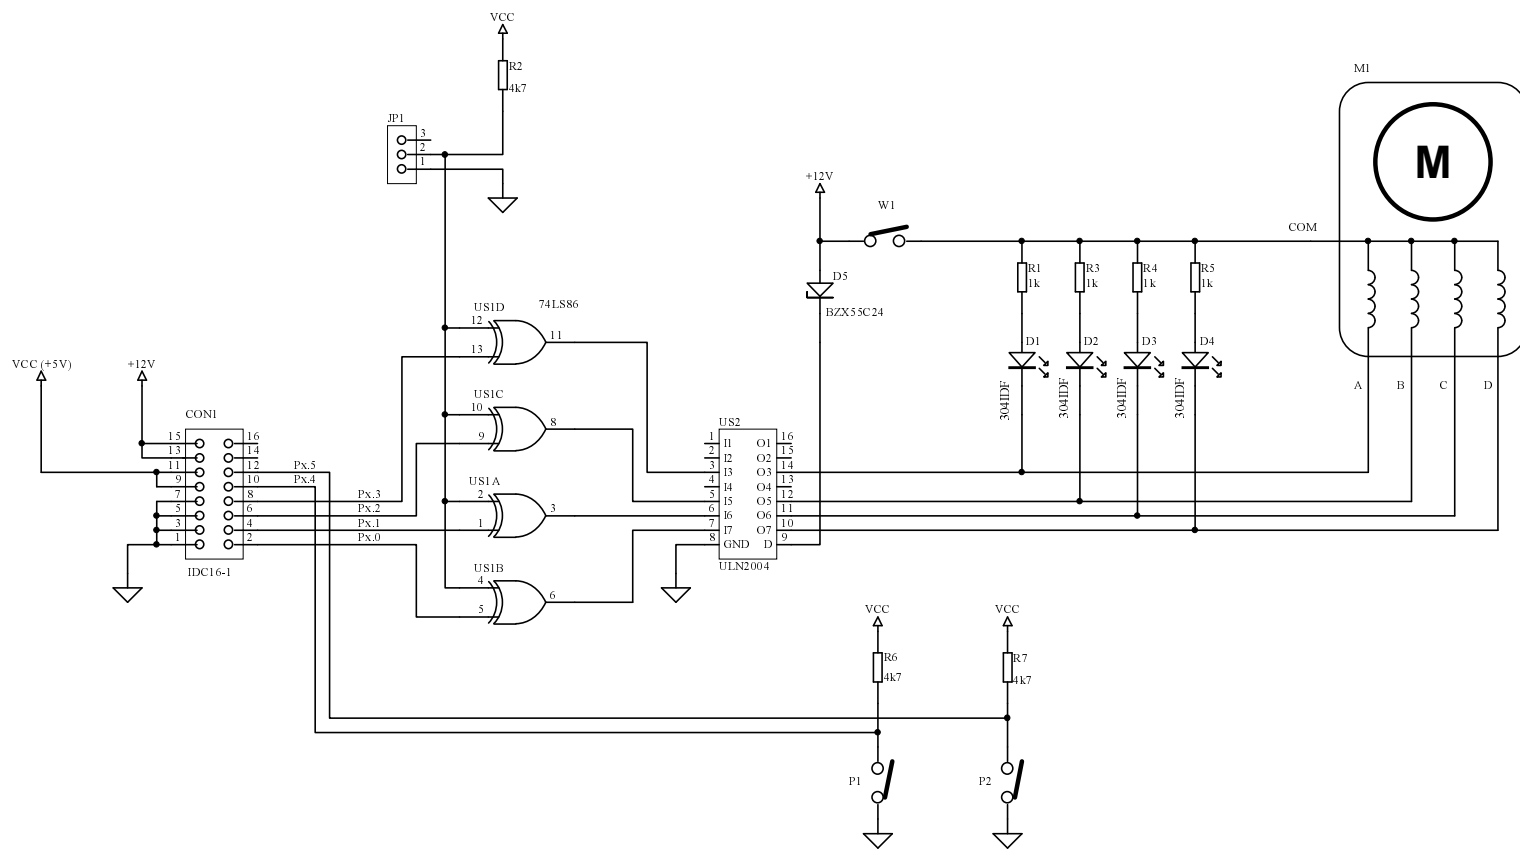 VCC
R2
4k7
JP1
3
2
1
M1
M
+12V
W1
COM
D5
BZX55C24
R1
1k
R3
1k
R4
1k
R5
1k
D1
D2
D3
D4
304IDF
304IDF
304IDF
304IDF
A
B
C
D
US1D
74LS86
12
13
11
US1C
10
9
8
US1A
2
1
3
US1B
4
5
6
VCC (+5V)
+12V
CON1
15 16
13 14
11 12 Px.5
9 10 Px.4
7 8 Px.3
5 6 Px.2
3 4 Px.1
1 2 Px.0
IDC16-1
US2
1 I1 O1 16
2 I2 O2 15
3 I3 O3 14
4 I4 O4 13
5 I5 O5 12
6 I6 O6 11
7 I7 O7 10
8 GND D 9
ULN2004
VCC
R6
4k7
P1
VCC
R7
4k7
P2